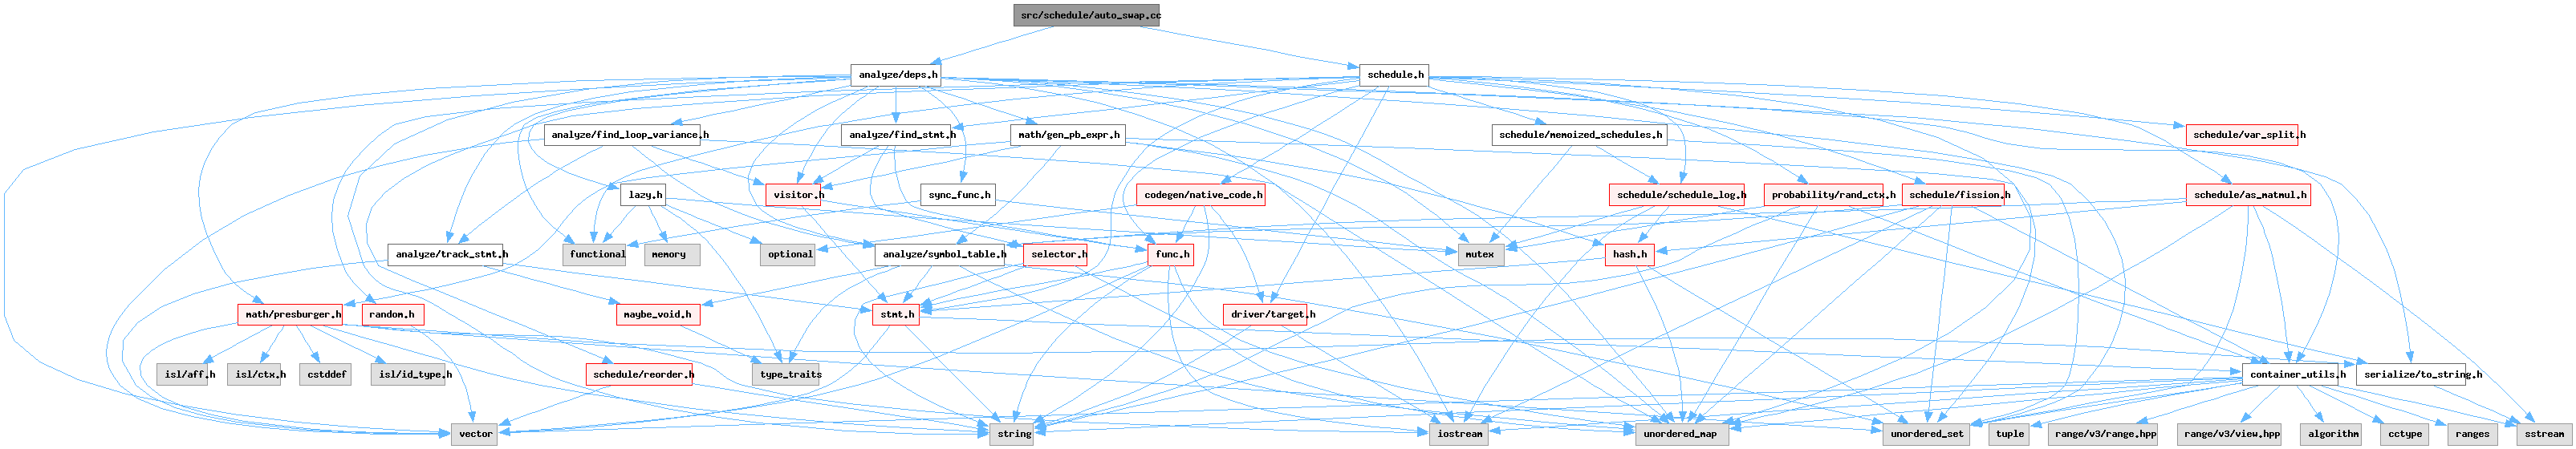 src/schedule/auto_swap.cc
analyze/deps.h
schedule.h
analyze/find_loop_variance.h
analyze/find_stmt.h
math/gen_pb_expr.h
schedule/memoized_schedules.h
schedule/var_split.h
lazy.h
visitor.h
sync_func.h
codegen/native_code.h
schedule/schedule_log.h
probability/rand_ctx.h
schedule/fission.h
schedule/as_matmul.h
analyze/track_stmt.h
functional
memory
optional
analyze/symbol_table.h
selector.h
func.h
mutex
hash.h
math/presburger.h
random.h
maybe_void.h
stmt.h
driver/target.h
isl/aff.h
isl/ctx.h
cstddef
isl/id_type.h
schedule/reorder.h
type_traits
container_utils.h
serialize/to_string.h
vector
string
iostream
unordered_map
unordered_set
tuple
range/v3/range.hpp
range/v3/view.hpp
algorithm
cctype
ranges
sstream